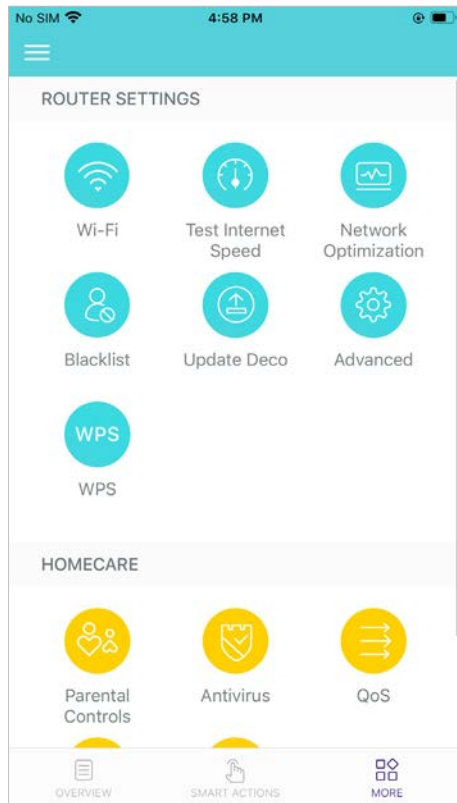 No SIM 4:58 PM
ROUTER SETTINGS
Wi-Fi
Test Internet
Speed
Network
Optimization
Blacklist
Update Deco
Advanced
WPS
WPS
HOMECARE
Parental
Controls
Antivirus
QoS
OVERVIEW
SMART ACTIONS
MORE